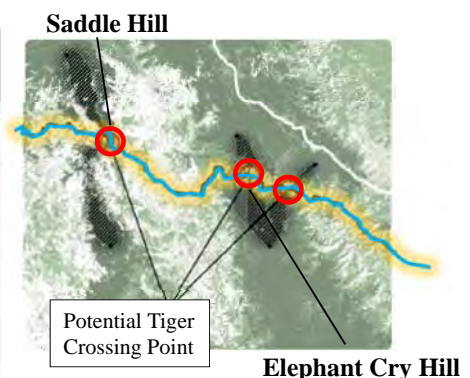 Saddle Hill
Potential Tiger
Crossing Point
Elephant Cry Hill